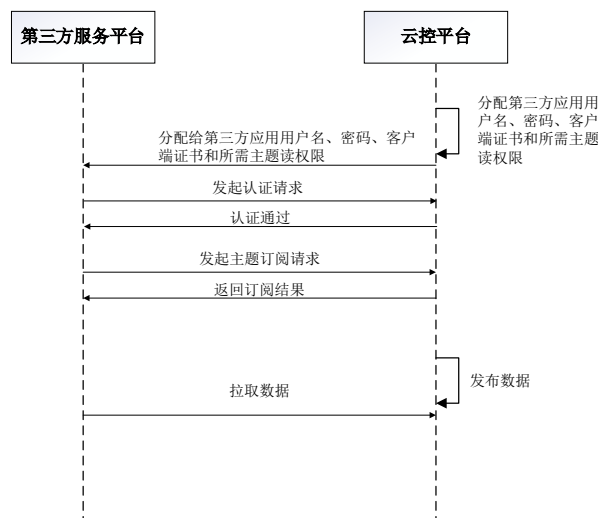 第三方服务平台
云控平台
分配第三方应用用
户名、密码、客户
端证书和所需主题
读权限
分配给第三方应用用户名、密码、客户
端证书和所需主题读权限
发起认证请求
认证通过
发起主题订阅请求
返回订阅结果
发布数据
拉取数据